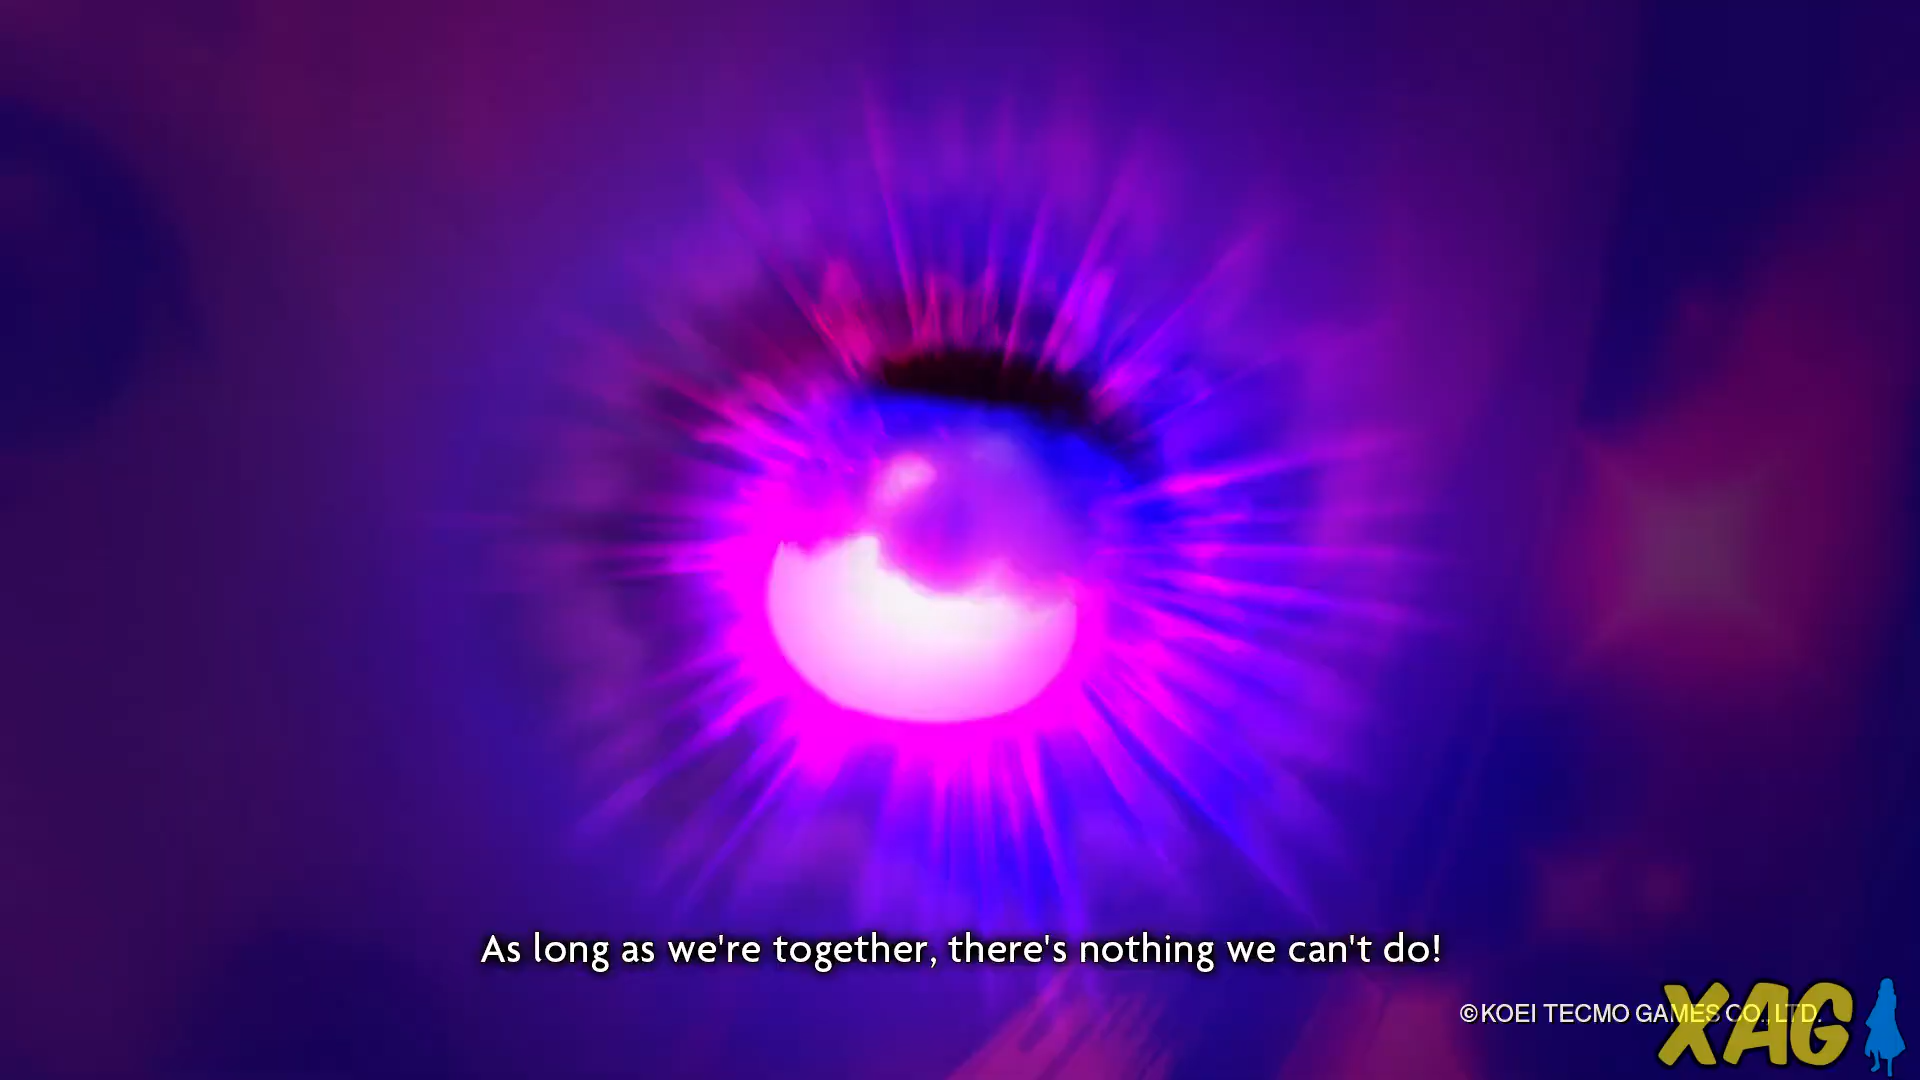 As long as we're together, there's nothing we can't do!
©KOEI TECMO GAMES CO., LTD.
XAG